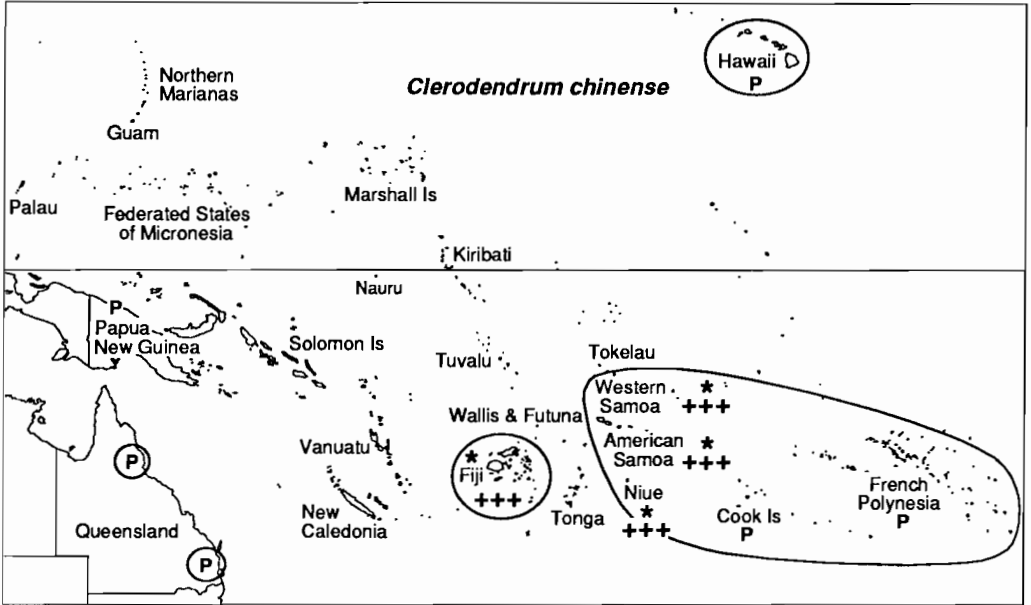 Hawaii
P
Clerodendrum chinense
Northern
Marianas
Guam
Palau
Federated States
of Micronesia
Marshall Is
Kiribati
Nauru
P
Papua
New Guinea
Solomon Is
Tuvalu
Tokelau
Western
Samoa
*
+++
Wallis & Futuna
American
Samoa
*
+++
Vanuatu
*
Fiji
+++
P
Niue
*
+++
French
Polynesia
P
New
Caledonia
Tonga
Cook Is
P
Queensland
P